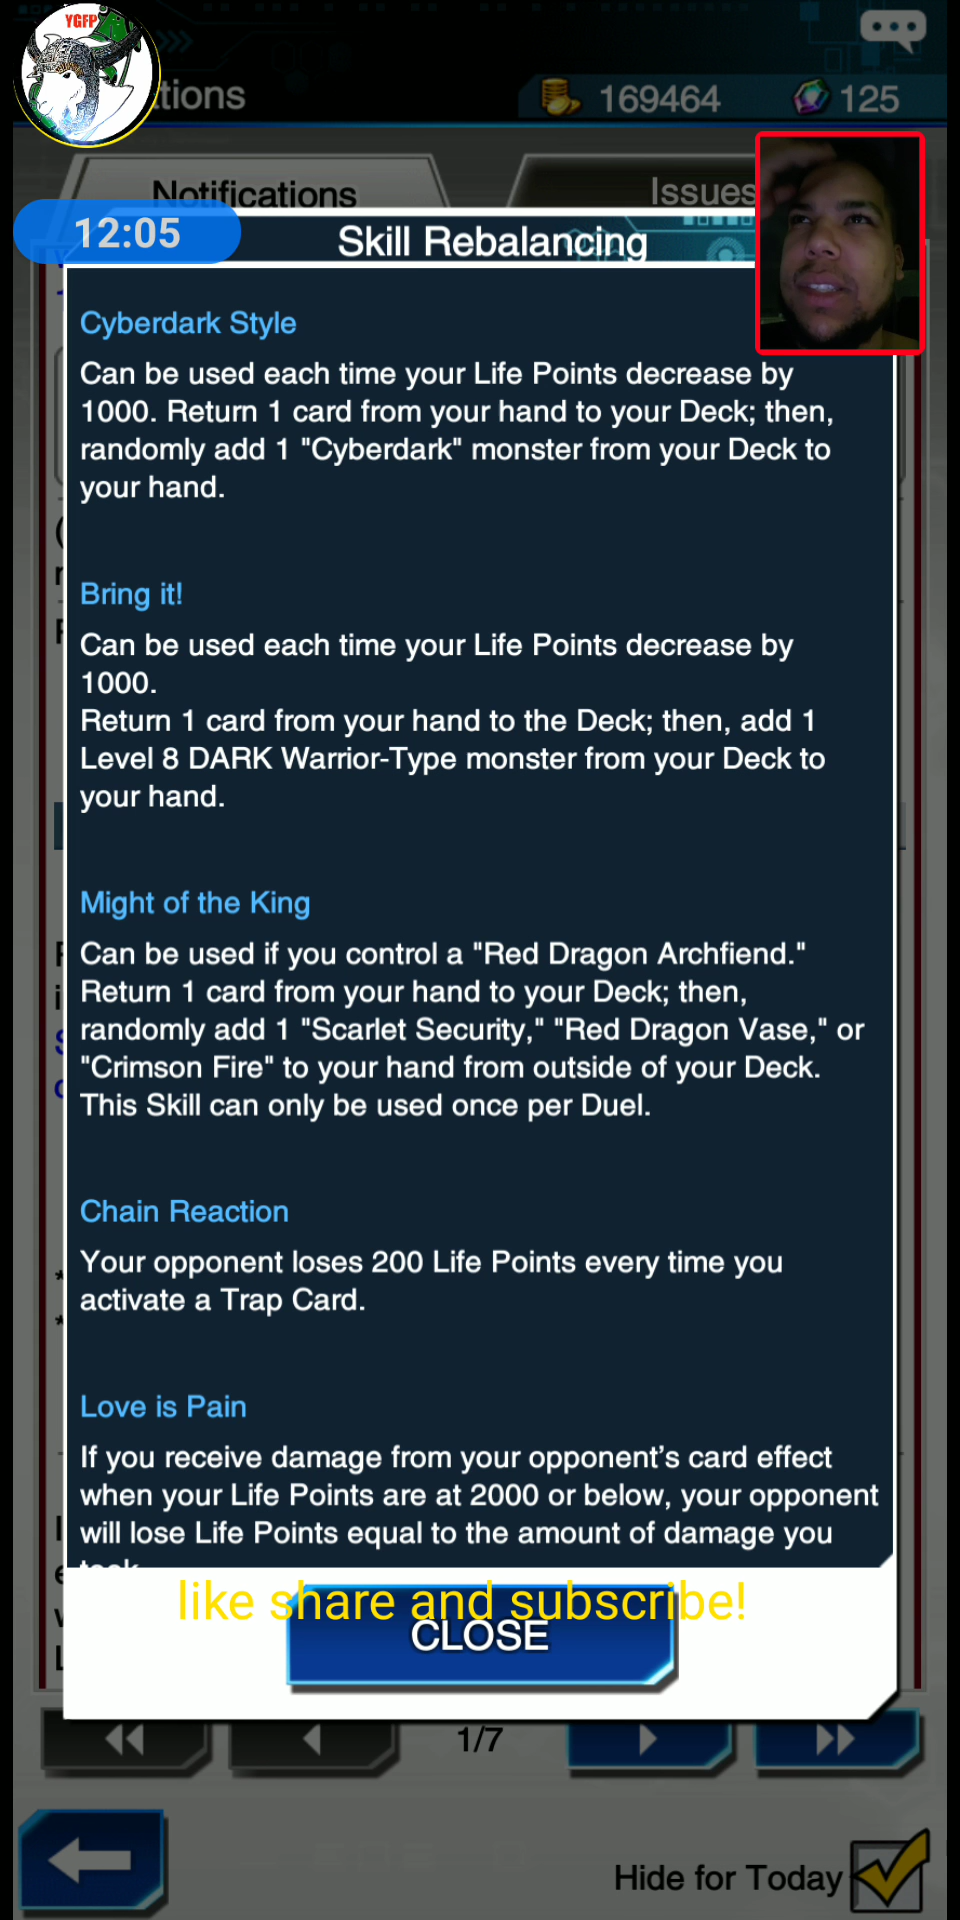 YGFP
tions
169464
125
Notifications
Issues
12:05
Skill Rebalancing
Cyberdark Style
Can be used each time your Life Points decrease by
1000. Return 1 card from your hand to your Deck; then,
randomly add 1 "Cyberdark" monster from your Deck to
your hand.
Bring it!
Can be used each time your Life Points decrease by
1000.
Return 1 card from your hand to the Deck; then, add 1
Level 8 DARK Warrior-Type monster from your Deck to
your hand.
Might of the King
Can be used if you control a "Red Dragon Archfiend."
Return 1 card from your hand to your Deck; then,
randomly add 1 "Scarlet Security," "Red Dragon Vase," or
"Crimson Fire" to your hand from outside of your Deck.
This Skill can only be used once per Duel.
Chain Reaction
Your opponent loses 200 Life Points every time you
activate a Trap Card.
Love is Pain
If you receive damage from your opponent’s card effect
when your Life Points are at 2000 or below, your opponent
will lose Life Points equal to the amount of damage you
like share and subscribe!
CLOSE
1/7
Hide for Today